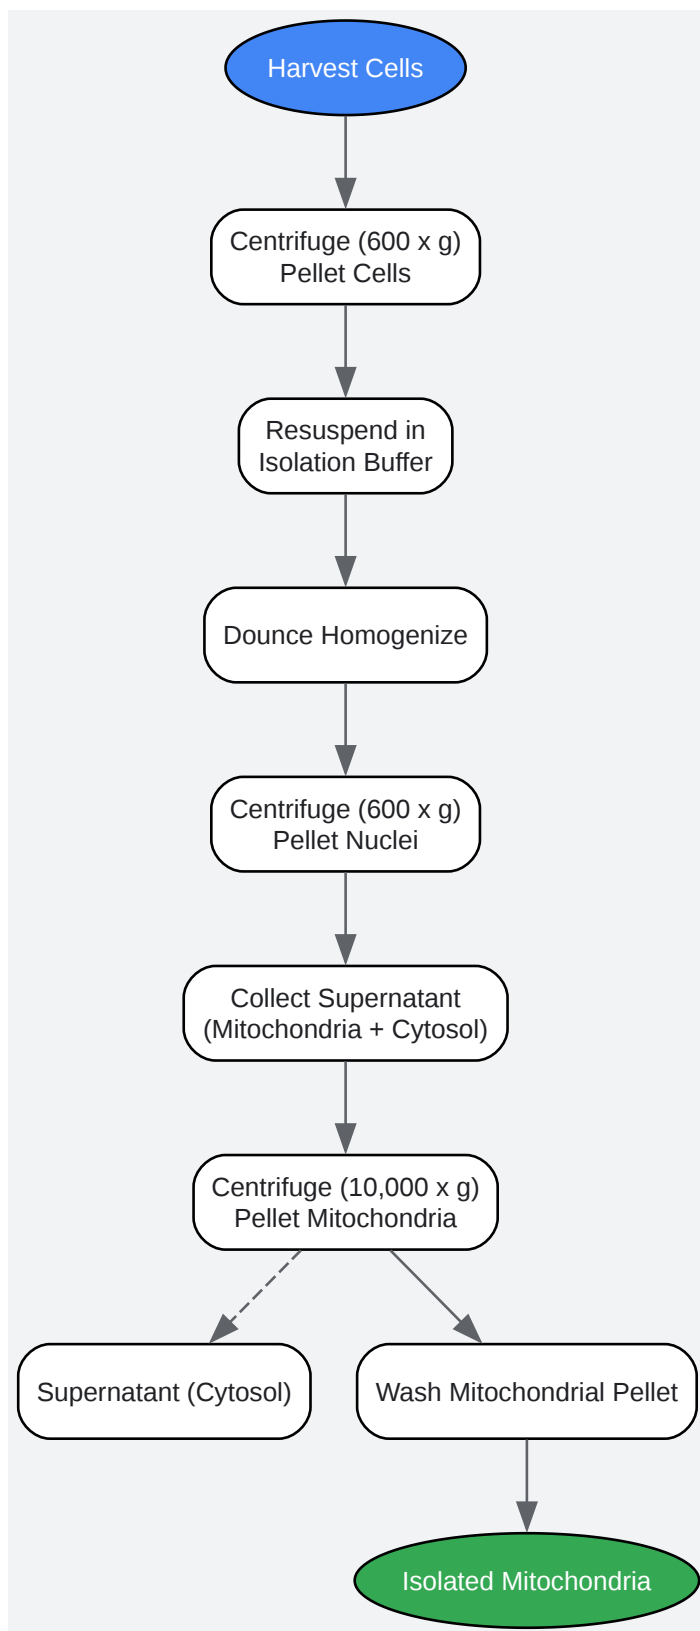 Harvest Cells
Centrifuge (600 x g)
Pellet Cells
Resuspend in
Isolation Buffer
Dounce Homogenize
Centrifuge (600 x g)
Pellet Nuclei
Collect Supernatant
(Mitochondria + Cytosol)
Centrifuge (10,000 x g)
Pellet Mitochondria
Supernatant (Cytosol)
Wash Mitochondrial Pellet
Isolated Mitochondria